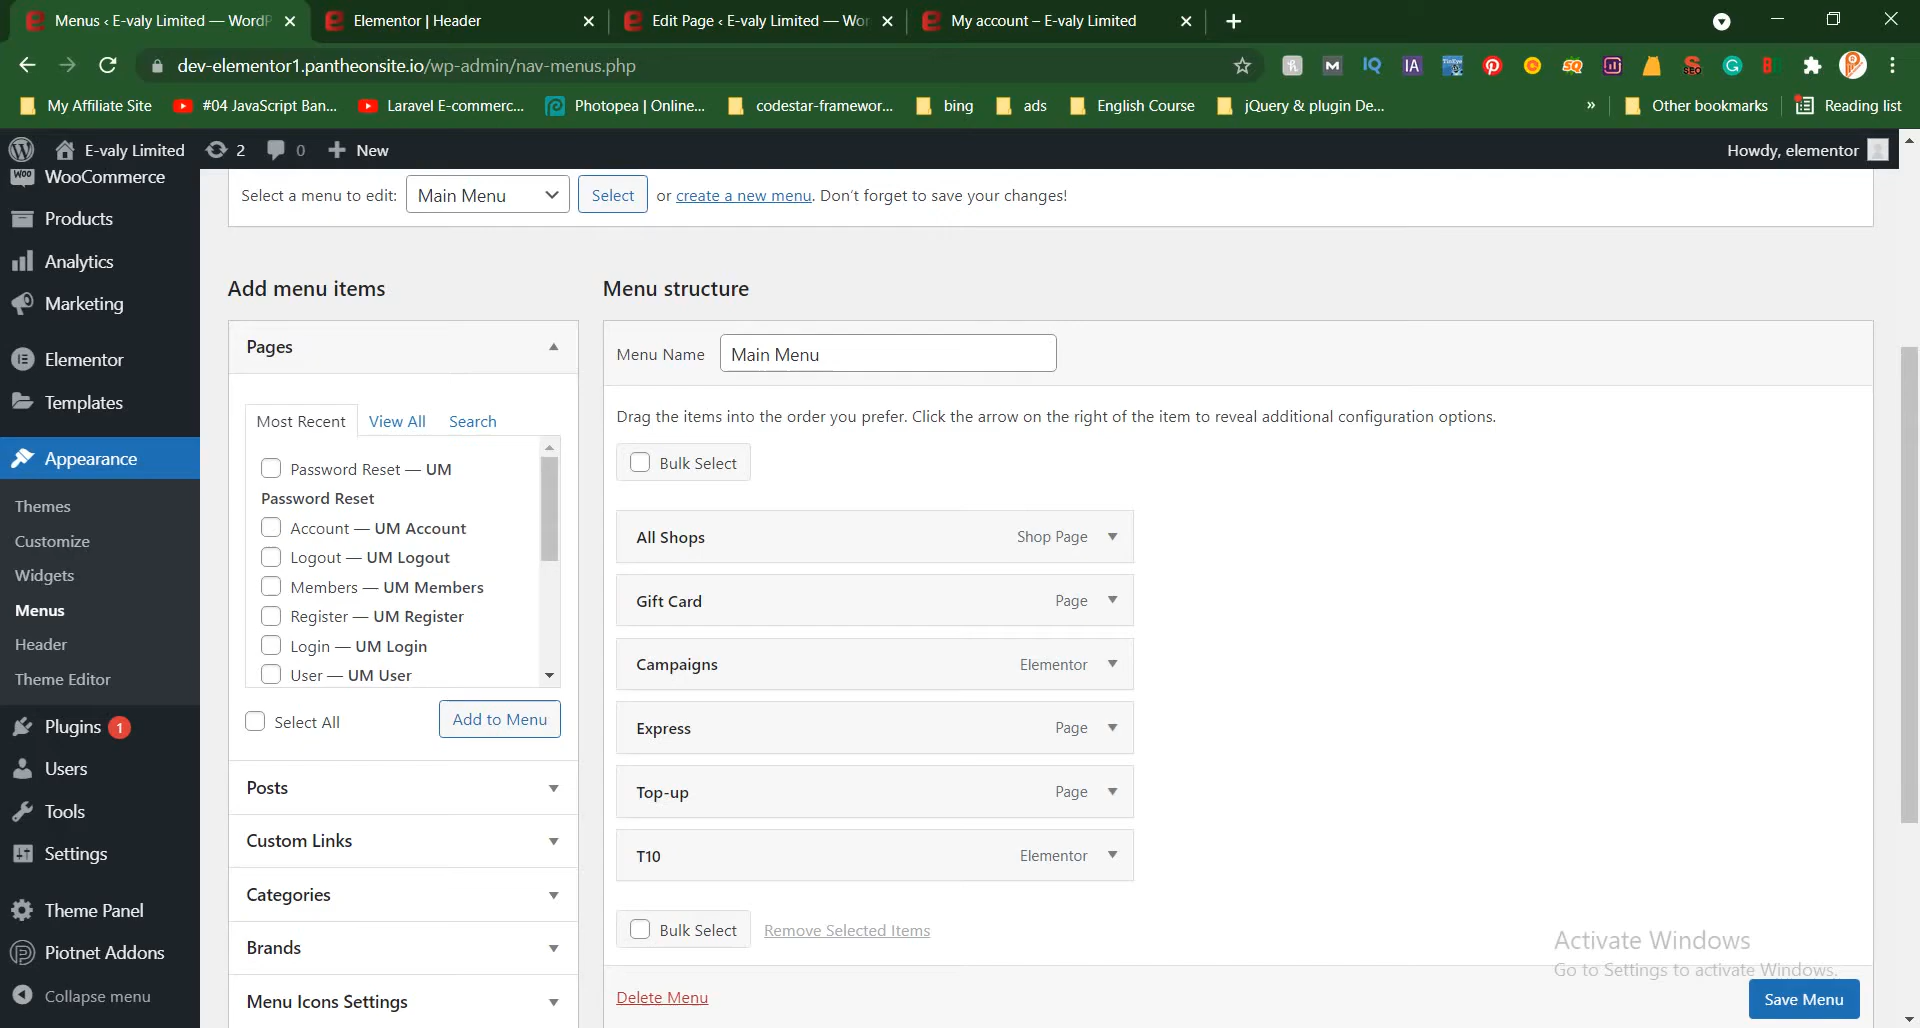 Menus ‹ E-valy Limited — WordP
Elementor | Header
Edit Page ‹ E-valy Limited — Wor
My account – E-valy Limited
dev-elementor1.pantheonsite.io/wp-admin/nav-menus.php
My Affiliate Site
#04 JavaScript Ban...
Laravel E-commerc...
Photopea | Online...
codestar-framewor...
bing
ads
English Course
jQuery & plugin De...
»
Other bookmarks
Reading list
E-valy Limited
2
0
New
Howdy, elementor
WooCommerce
Products
Analytics
Marketing
Elementor
Templates
Appearance
Themes
Customize
Widgets
Menus
Header
Theme Editor
Plugins 1
Users
Tools
Settings
Theme Panel
Piotnet Addons
Collapse menu
Select a menu to edit: Main Menu Select or create a new menu. Don't forget to save your changes!
Add menu items
Pages
Most Recent View All Search
Password Reset — UM
Password Reset
Account — UM Account
Logout — UM Logout
Members — UM Members
Register — UM Register
Login — UM Login
User — UM User
Select All
Add to Menu
Posts
Custom Links
Categories
Brands
Menu Icons Settings
Menu structure
Menu Name Main Menu
Drag the items into the order you prefer. Click the arrow on the right of the item to reveal additional configuration options.
Bulk Select
All Shops Shop Page
Gift Card Page
Campaigns Elementor
Express Page
Top-up Page
T10 Elementor
Bulk Select Remove Selected Items
Delete Menu
Activate Windows
Go to Settings to activate Windows.
Save Menu